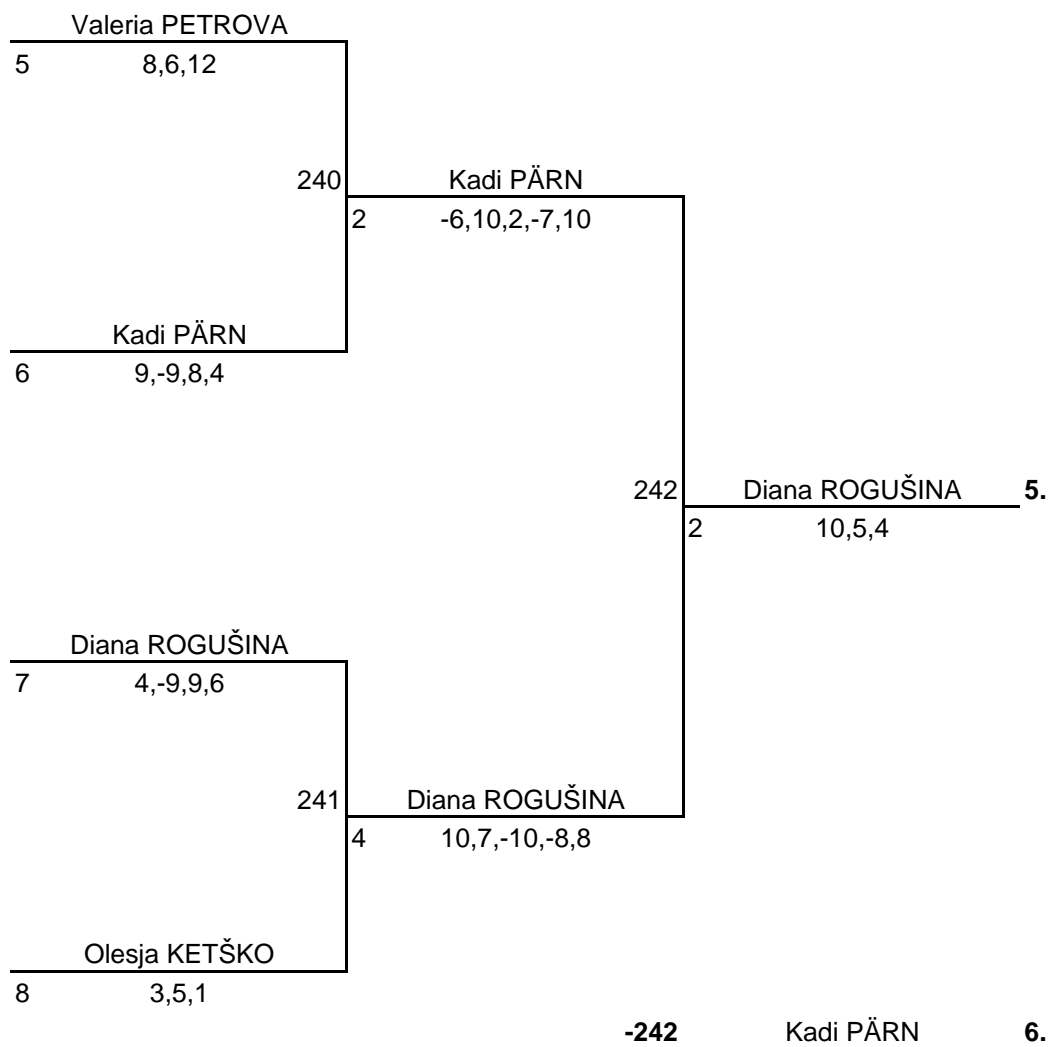 Valeria PETROVA
5 8,6,12
240 Kadi PÄRN
2 -6,10,2,-7,10
Kadi PÄRN
6 9,-9,8,4
242 Diana ROGUŠINA 5.
2 10,5,4
Diana ROGUŠINA
7 4,-9,9,6
241 Diana ROGUŠINA
4 10,7,-10,-8,8
Olesja KETŠKO
8 3,5,1
-242 Kadi PÄRN 6.